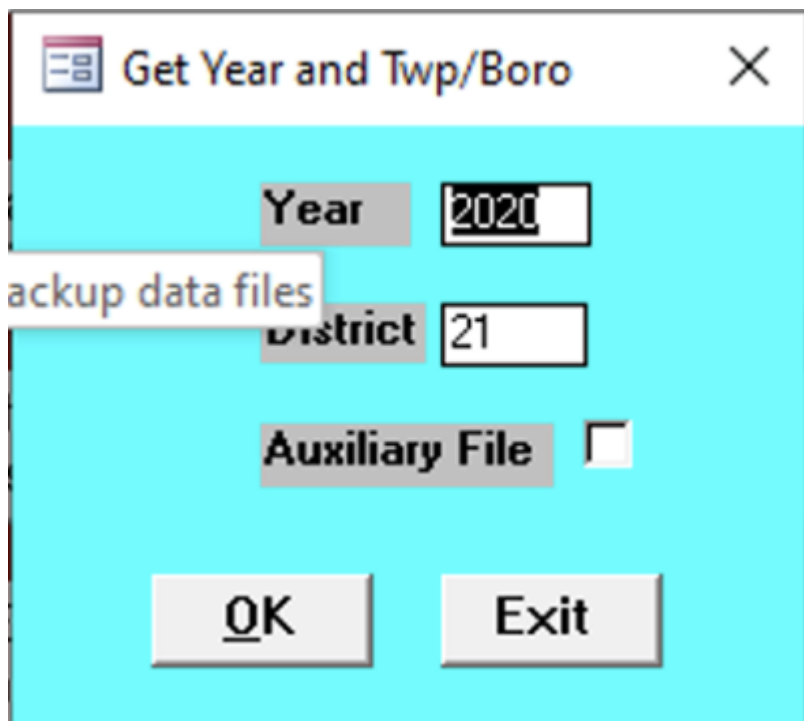 Get Year and Twp/Boro
Year 2020
ackup data files
District 21
Auxiliary File
OK Exit